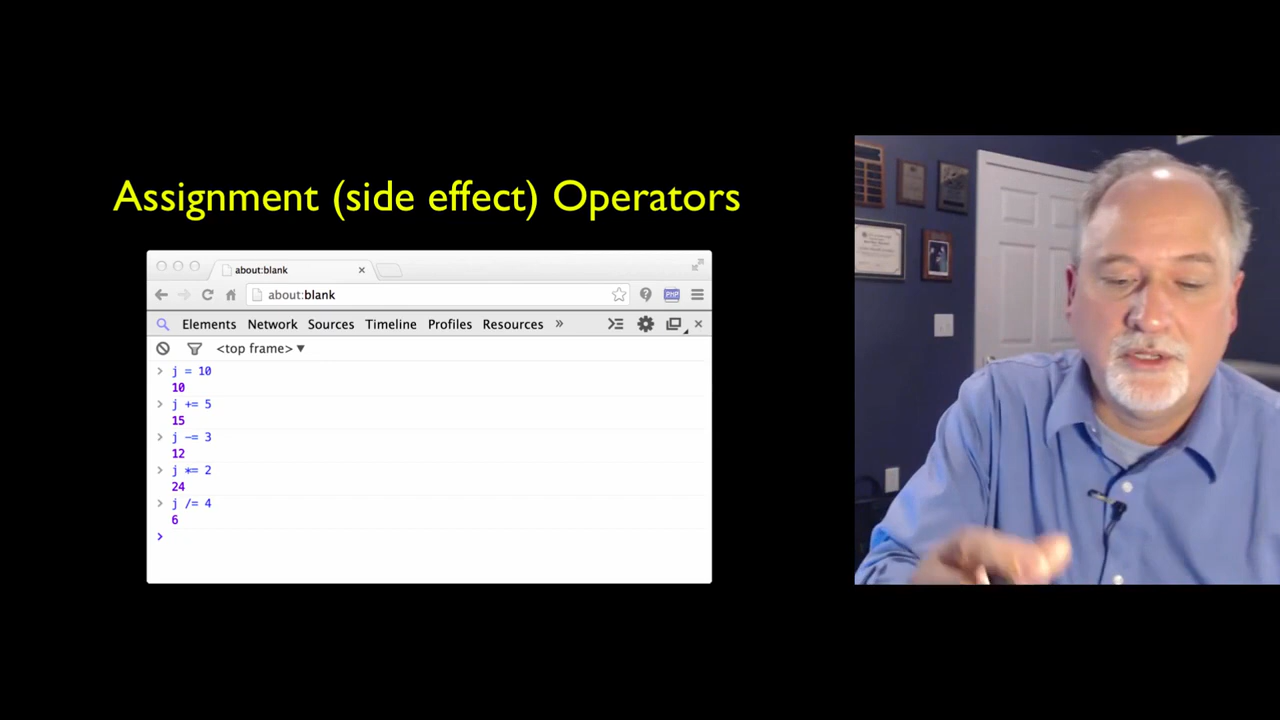 Assignment (side effect) Operators
about:blank
about:blank
PHP
Elements Network Sources Timeline Profiles Resources »
<top frame> ▼
> j = 10
10
> j += 5
15
> j -= 3
12
> j *= 2
24
> j /= 4
6
>